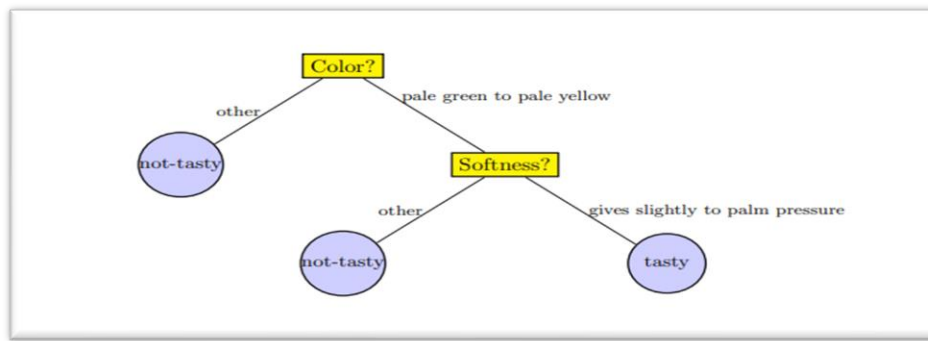 Color?
pale green to pale yellow
other
not-tasty
Softness?
other
gives slightly to palm pressure
not-tasty
tasty